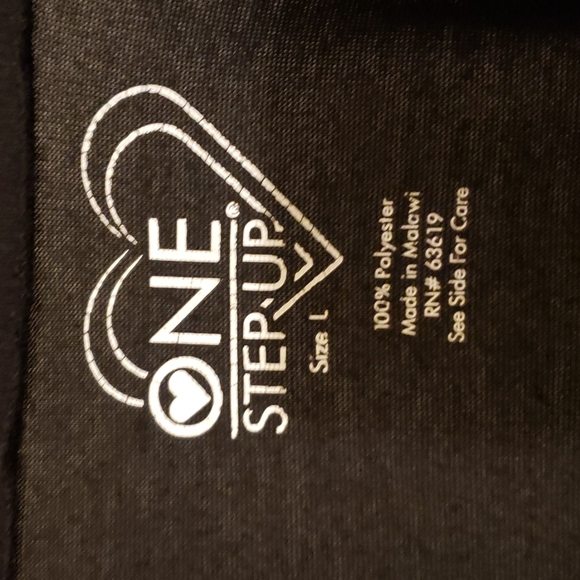 ONE®
STEP UP
Size L
100% Polyester
Made in Malawi
RN# 63619
See Side For Care